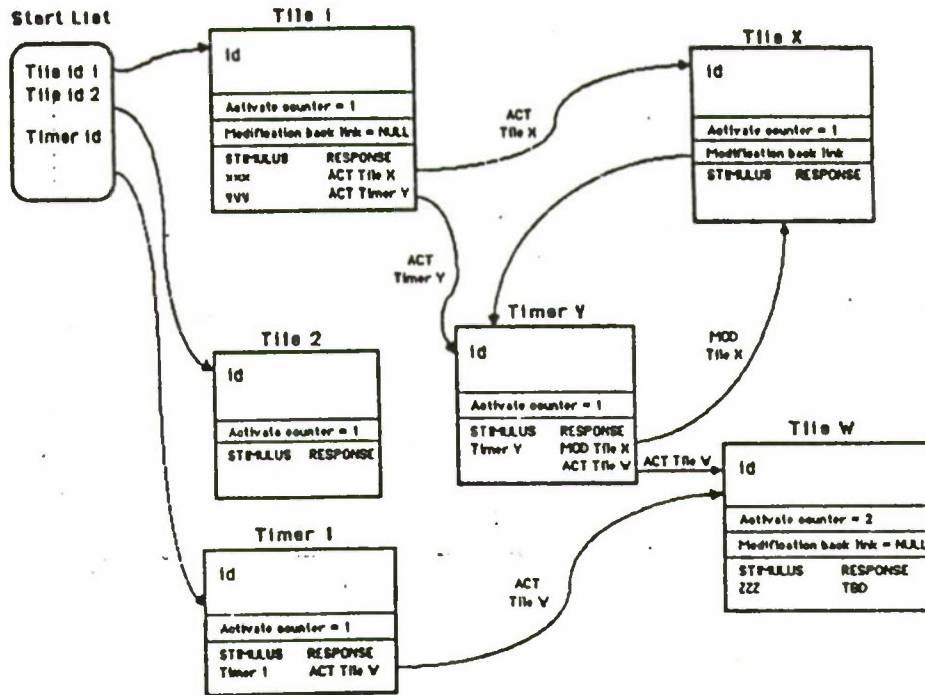 Start List
Tile id 1
Tile id 2
Timer id
Tile 1
id
Activate counter = 1
Modification back link = NULL
STIMULUS RESPONSE
xxx ACT Tile X
yyy ACT Timer Y
ACT
Tile X
Tile X
id
Activate counter = 1
Modification back link
STIMULUS RESPONSE
ACT
Timer Y
Tile 2
id
Activate counter = 1
STIMULUS RESPONSE
Timer Y
id
Activate counter = 1
STIMULUS RESPONSE
Timer Y MOD Tile X
ACT Tile W
MOD
Tile X
ACT Tile W
Tile W
id
Activate counter = 2
Modification back link = NULL
STIMULUS RESPONSE
ZZZ TBD
Timer 1
id
Activate counter = 1
STIMULUS RESPONSE
Timer 1 ACT Tile W
ACT
Tile W